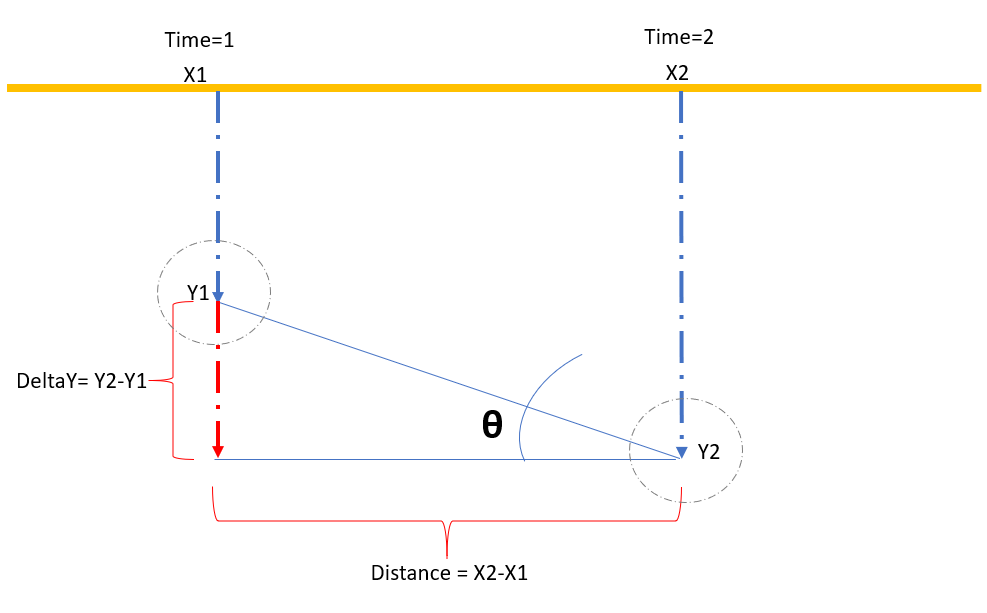 Time=1
Time=2
X1
X2
Y1
DeltaY= Y2-Y1
θ
Y2
Distance = X2-X1